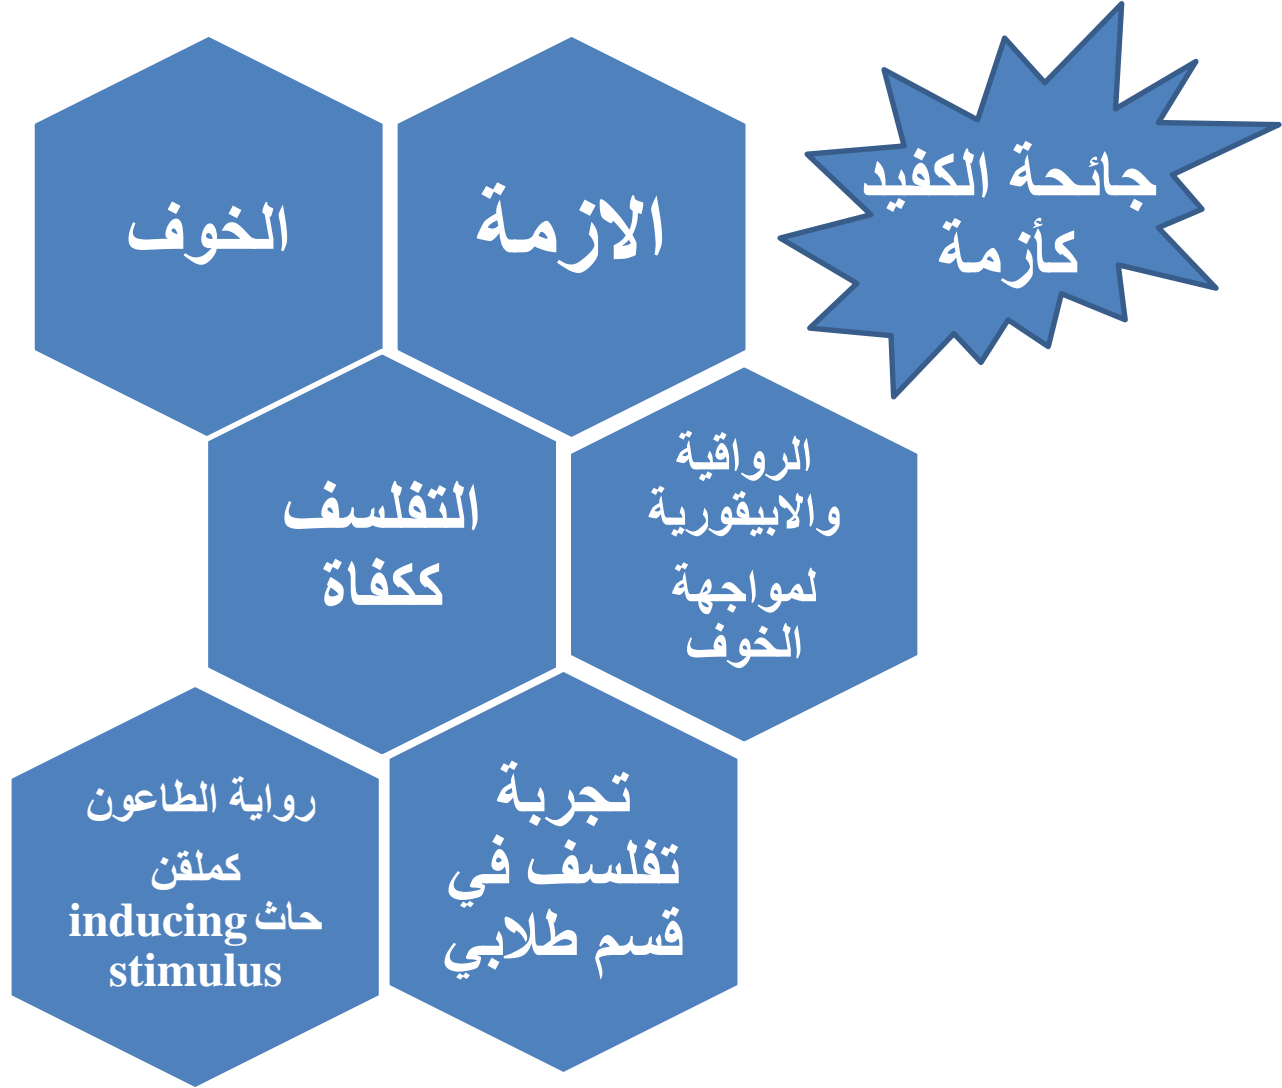 جائحة الكفيد
كأزمة
الازمة
الخوف
الرواقية
والابيقورية
لمواجهة
الخوف
التفلسف
ككفاة
تجربة
تفلسف في
قسم طلابي
رواية الطاعون
كملقن
حاث inducing
stimulus